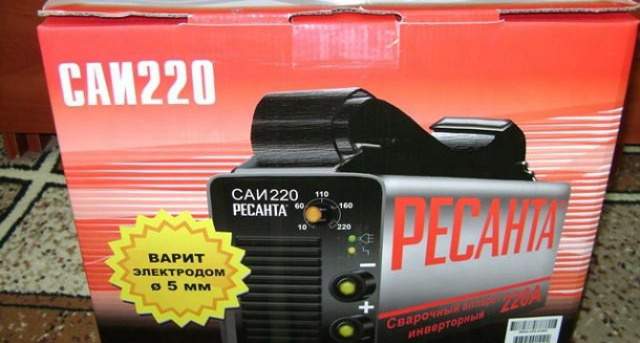 САИ220
САИ220
РЕСАНТА
110
60
160
10
220
РЕСАНТА
ВАРИТ
ЭЛЕКТРОДОМ
ø 5 мм
Сварочный аппарат
инверторный
220А